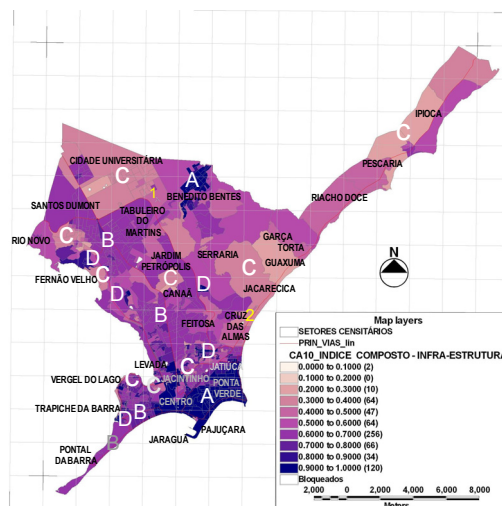 IPIOCA
C
PESCARIA
CIDADE UNIVERSITÁRIA
C
A
1
BENEDITO BENTES
RIACHO DOCE
SANTOS DUMONT
TABULEIRO
DO
MARTINS
GARÇA
TORTA
RIO NOVO
C
B
JARDIM
PETRÓPOLIS
SERRARIA
GUAXUMA
D
C
N
FERNÃO VELHO
C
C
D
JACARECICA
D
CANAÃ
B
FEITOSA
CRUZ
DAS
ALMAS
2
LEVADA
D
C
JACINTINHO
JATIÚCA
VERGEL DO LAGO
C
C
PONTA
VERDE
CENTRO
A
TRAPICHE DA BARRA
D
B
PAJUÇARA
JARAGUÁ
B
PONTAL
DA BARRA
Map layers
SETORES CENSITÁRIOS
PRIN_VIAS_lin
CA10_INDICE COMPOSTO - INFRA-ESTRUTURA
0.0000 to 0.1000 (2)
0.1000 to 0.2000 (0)
0.2000 to 0.3000 (10)
0.3000 to 0.4000 (64)
0.4000 to 0.5000 (47)
0.5000 to 0.6000 (64)
0.6000 to 0.7000 (256)
0.7000 to 0.8000 (66)
0.8000 to 0.9000 (34)
0.9000 to 1.0000 (120)
Bloqueados
2,000 0 2,000 4,000 6,000
Meters